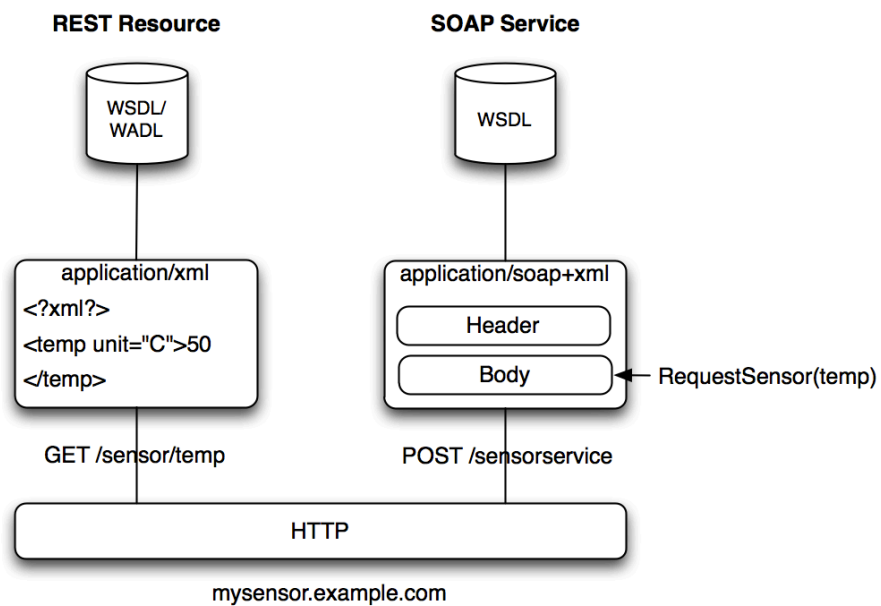 REST Resource
SOAP Service
WSDL/
WADL
WSDL
application/xml
<?xml?>
<temp unit="C">50
</temp>
application/soap+xml
Header
Body
RequestSensor(temp)
GET /sensor/temp
POST /sensorservice
HTTP
mysensor.example.com